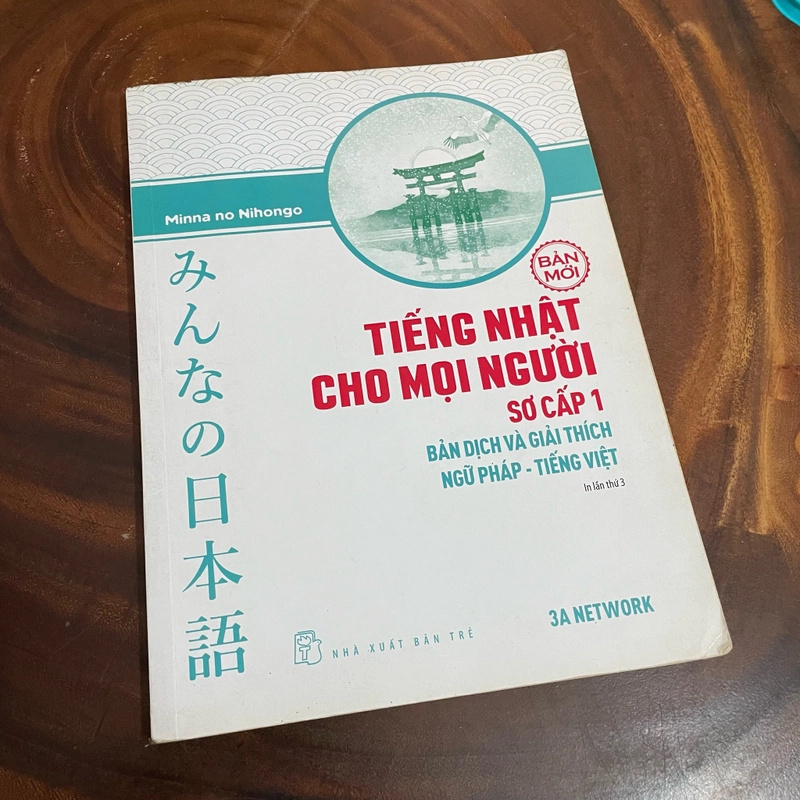 Minna no Nihongo
みんなの日本語
BẢN
MỚI
TIẾNG NHẬT
CHO MỌI NGƯỜI
SƠ CẤP 1
BẢN DỊCH VÀ GIẢI THÍCH
NGỮ PHÁP - TIẾNG VIỆT
In lần thứ 3
3A NETWORK
T
NHÀ XUẤT BẢN TRẺ